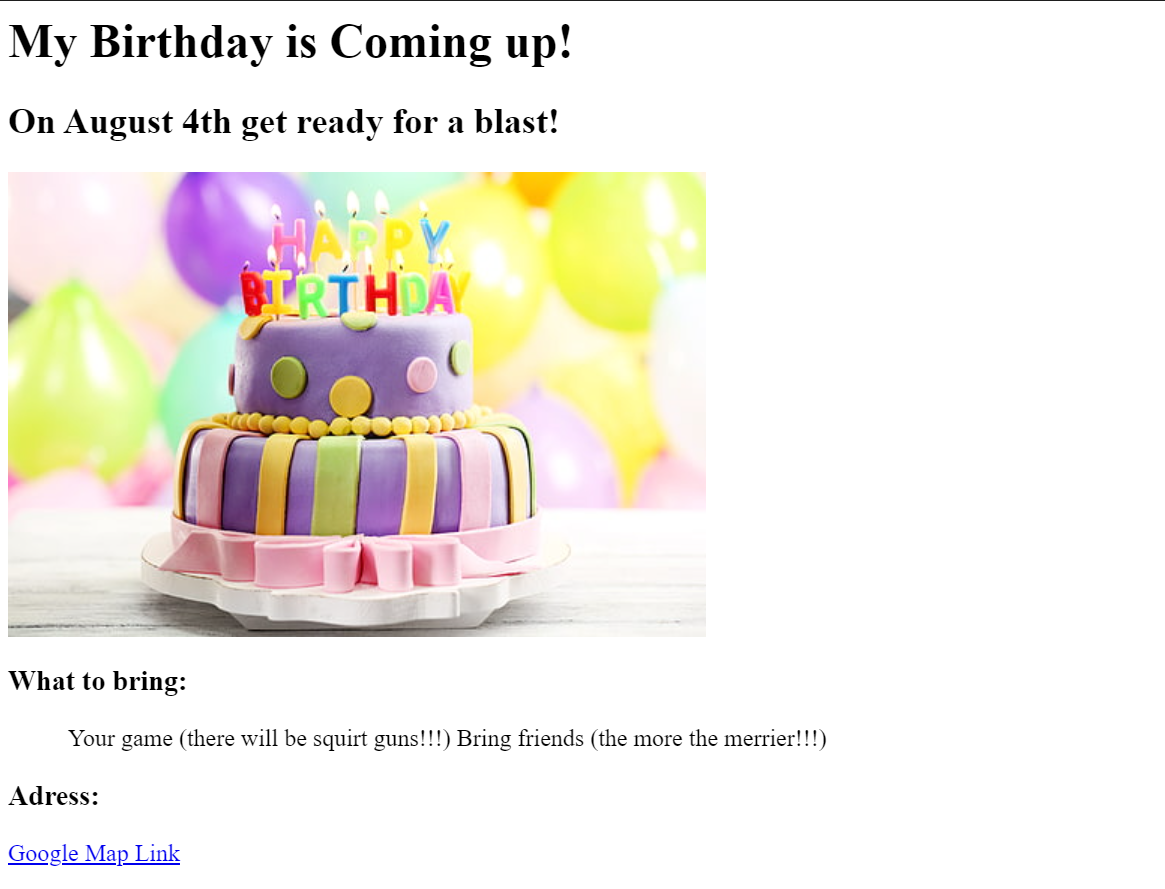 My Birthday is Coming up!
On August 4th get ready for a blast!
HAPPY
BIRTHDAY
What to bring:
Your game (there will be squirt guns!!!) Bring friends (the more the merrier!!!)
Adress:
Google Map Link